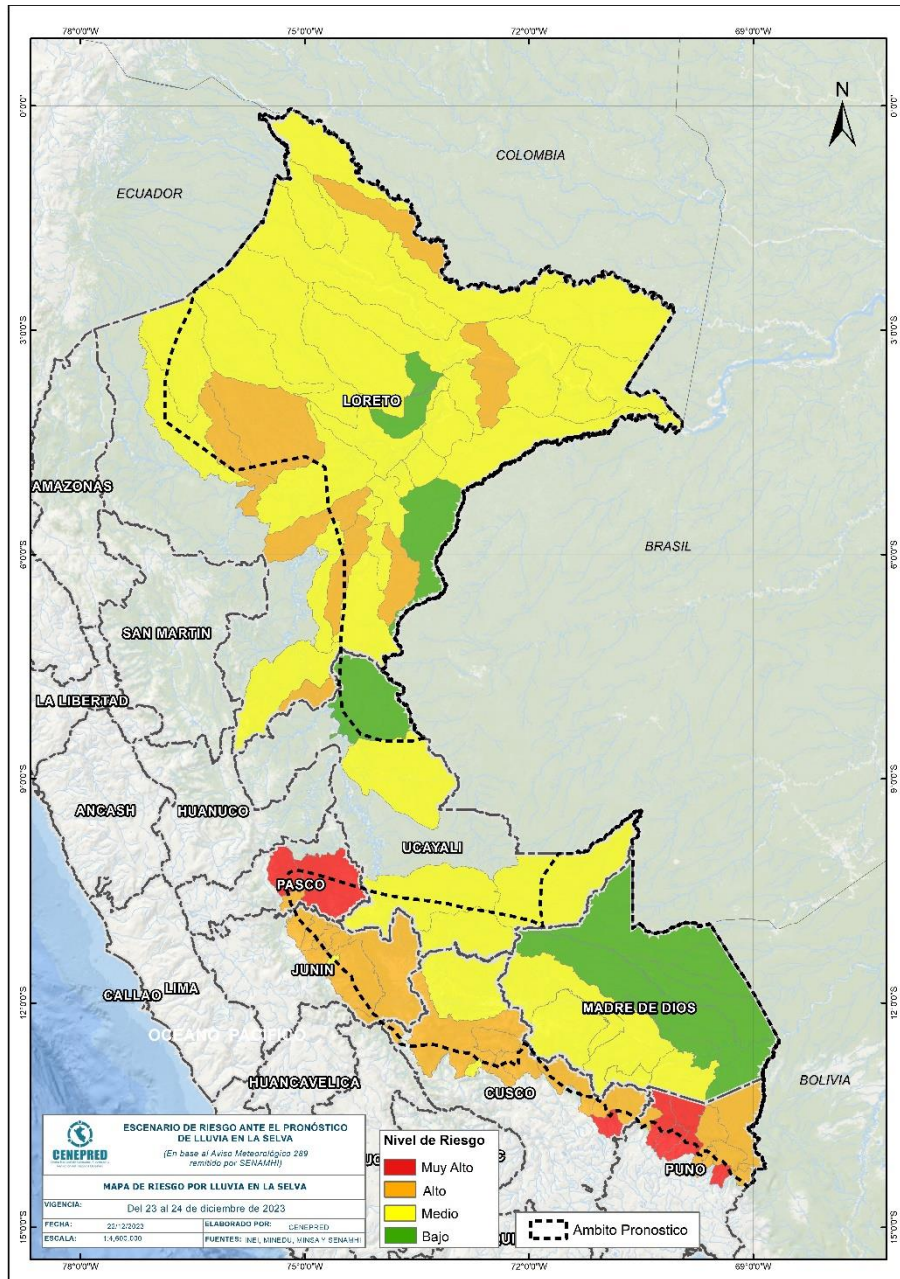 78°0'0"W 75°0'0"W 72°0'0"W 69°0'0"W
N
0°0'0" 0°0'0"
COLOMBIA
ECUADOR
3°0'0"S 3°0'0"S
LORETO
AMAZONAS
BRASIL
6°0'0"S 6°0'0"S
SAN MARTIN
LA LIBERTAD
9°0'0"S 9°0'0"S
ANCASH
HUANUCO
UCAYALI
PASCO
JUNIN
CALLAO
LIMA
12°0'0"S 12°0'0"S
MADRE DE DIOS
OCEANO PACIFICO
HUANCAVELICA
BOLIVIA
CUSCO
PUNO
CENEPRED
ESCENARIO DE RIESGO ANTE EL PRONÓSTICO
DE LLUVIA EN LA SELVA
(En base al Aviso Meteorológico 289
remitido por SENAMHI)
MAPA DE RIESGO POR LLUVIA EN LA SELVA
VIGENCIA: Del 23 al 24 de diciembre de 2023
FECHA: 22/12/2023 ELABORADO POR: CENEPRED
ESCALA: 1:4,600,000 FUENTES: INEI, MINEDU, MINSA Y SENAMHI
Nivel de Riesgo
Muy Alto
Alto
Medio
Bajo
Ambito Pronostico
15°0'0"S 15°0'0"S
78°0'0"W 75°0'0"W 72°0'0"W 69°0'0"W